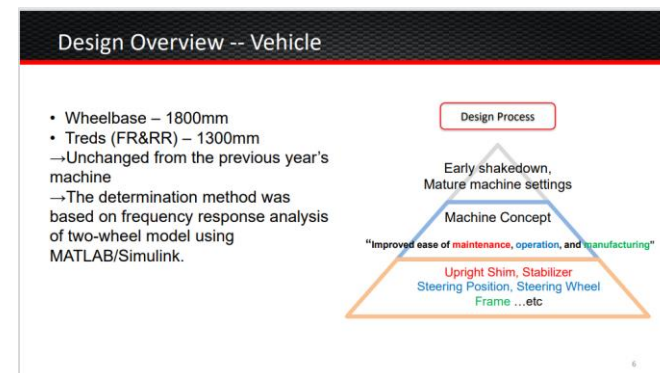 Design Overview -- Vehicle
• Wheelbase – 1800mm
• Treds (FR&RR) – 1300mm
→Unchanged from the previous year's
machine
→The determination method was
based on frequency response analysis
of two-wheel model using
MATLAB/Simulink.
Design Process
Early shakedown,
Mature machine settings
Machine Concept
“Improved ease of maintenance, operation, and manufacturing"
Upright Shim, Stabilizer
Steering Position, Steering Wheel
Frame …etc
6